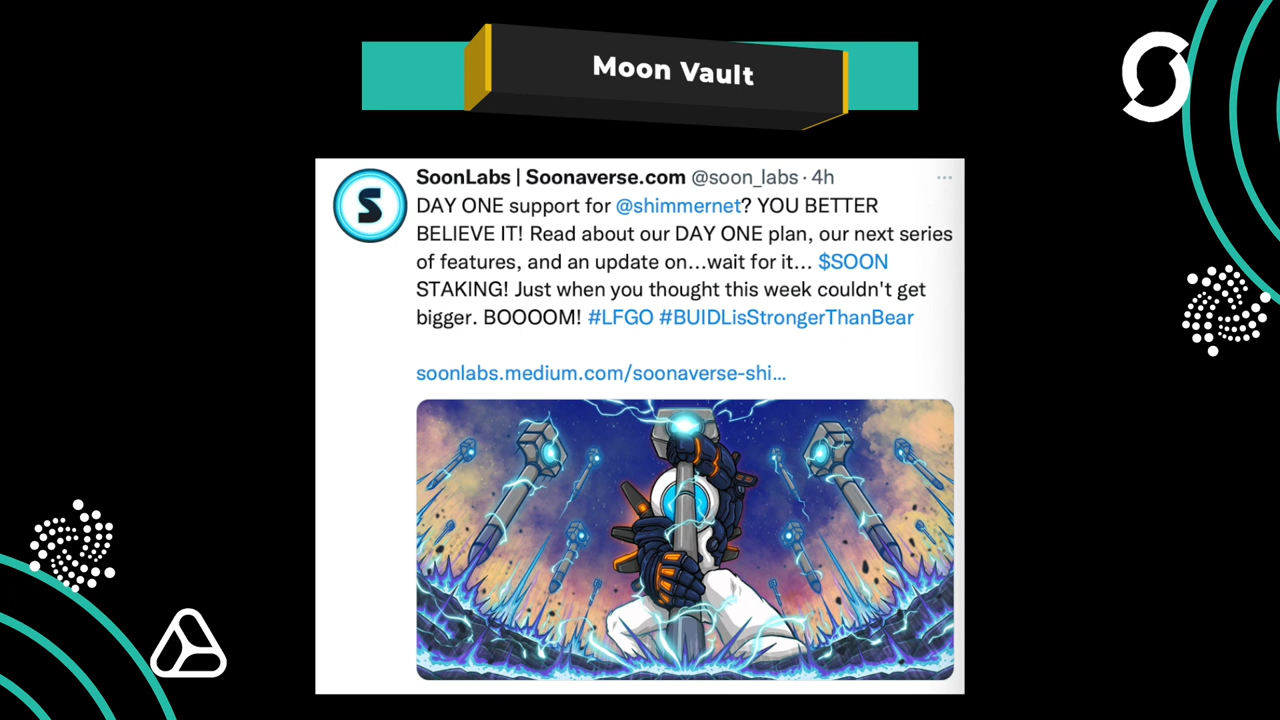 Moon Vault
SoonLabs | Soonaverse.com @soon_labs · 4h
DAY ONE support for @shimmernet? YOU BETTER
BELIEVE IT! Read about our DAY ONE plan, our next series
of features, and an update on...wait for it... $SOON
STAKING! Just when you thought this week couldn't get
bigger. BOOOOM! #LFGO #BUIDLisStrongerThanBear
soonlabs.medium.com/soonaverse-shi...